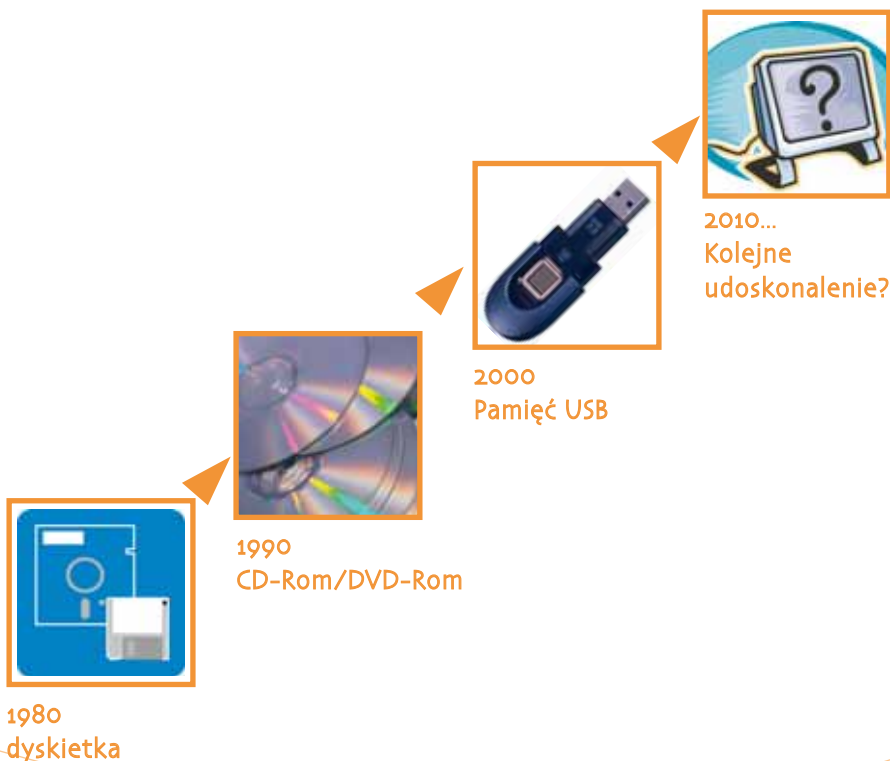 1980
dyskietka
1990
CD-Rom/DVD-Rom
2000
Pamięć USB
2010...
Kolejne
udoskonalenie?
?